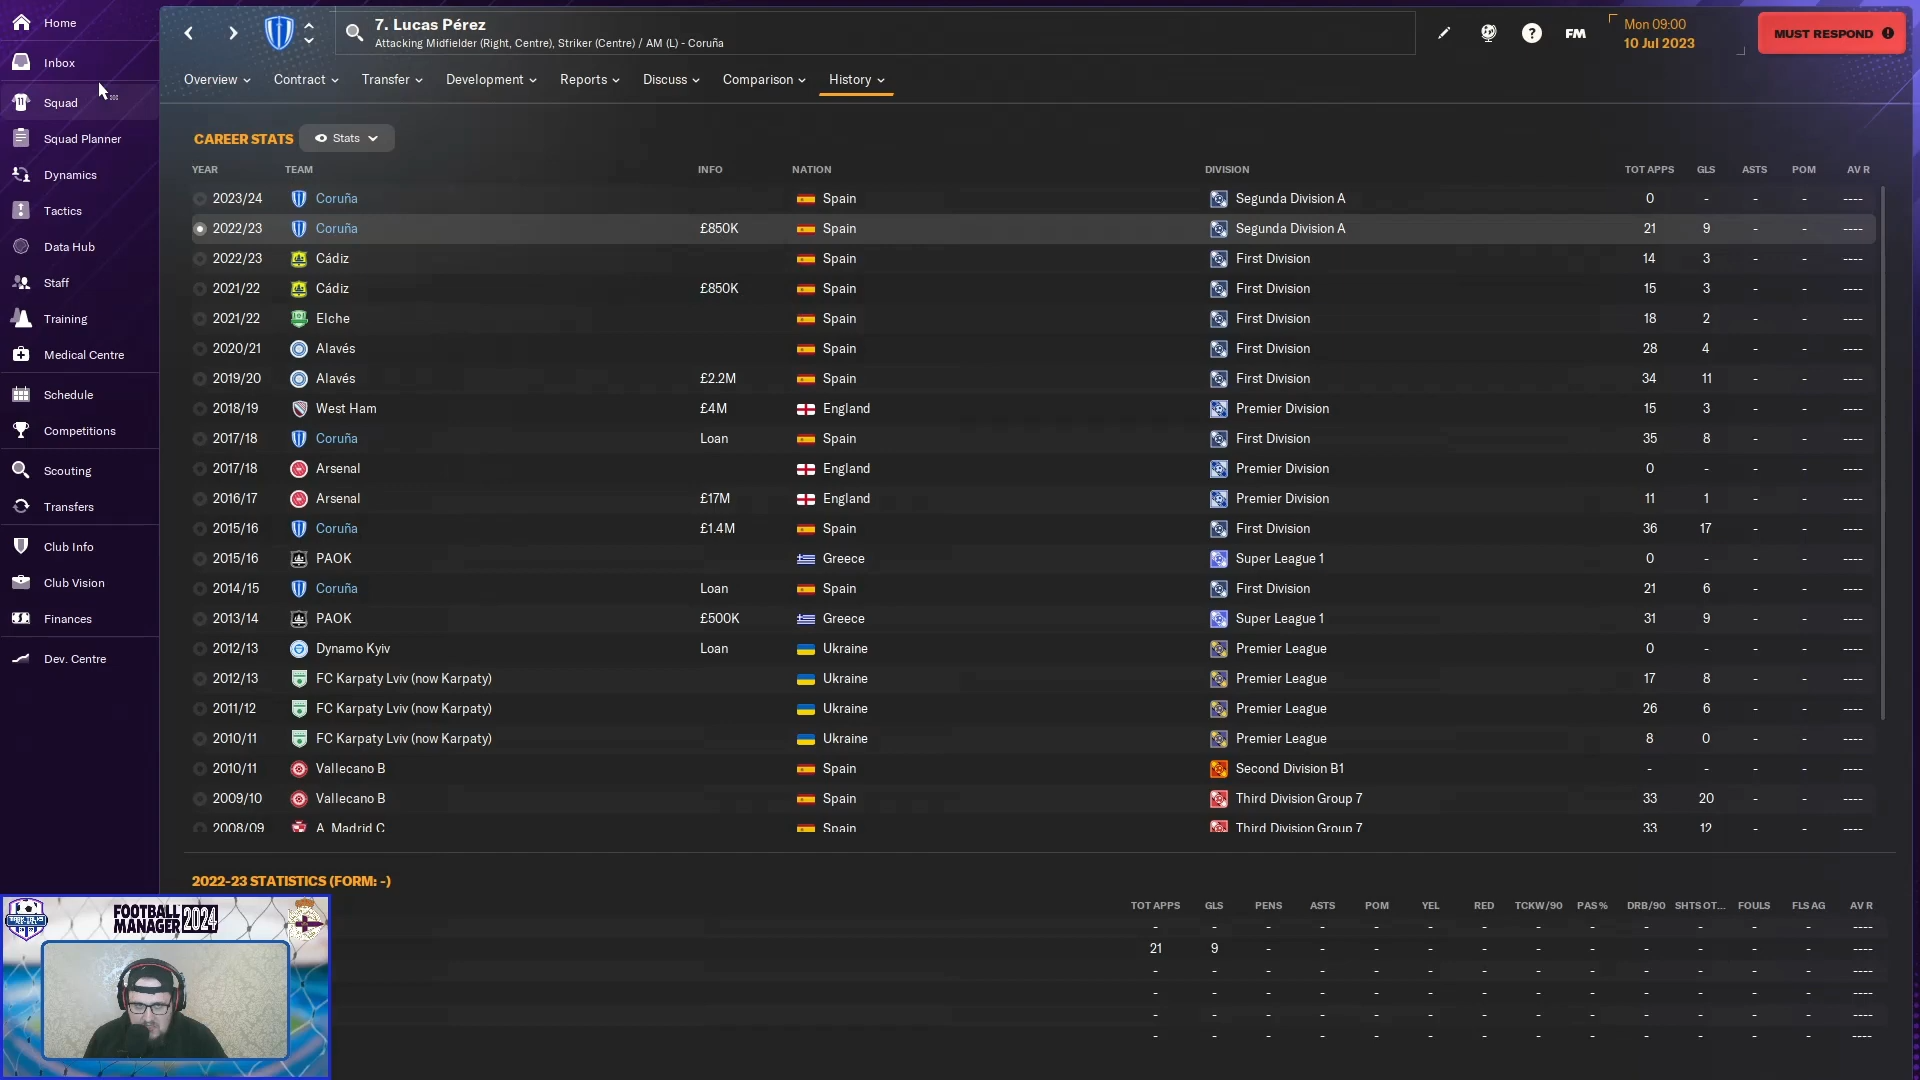 Home
Inbox
Squad
Squad Planner
Dynamics
Tactics
Data Hub
Staff
Training
Medical Centre
Schedule
Competitions
Scouting
Transfers
Club Info
Club Vision
Finances
Dev. Centre
7. Lucas Pérez
Attacking Midfielder (Right, Centre), Striker (Centre) / AM (L) - Coruña
FM
Mon 09:00
10 Jul 2023
MUST RESPOND
Overview Contract Transfer Development Reports Discuss Comparison History
CAREER STATS Stats
YEAR TEAM INFO NATION DIVISION TOT APPS GLS ASTS POM AV R
2023/24 Coruña Spain Segunda Division A 0 - - - ----
2022/23 Coruña £850K Spain Segunda Division A 21 9 - - ----
2022/23 Cádiz Spain First Division 14 3 - - ----
2021/22 Cádiz £850K Spain First Division 15 3 - - ----
2021/22 Elche Spain First Division 18 2 - - ----
2020/21 Alavés Spain First Division 28 4 - - ----
2019/20 Alavés £2.2M Spain First Division 34 11 - - ----
2018/19 West Ham £4M England Premier Division 15 3 - - ----
2017/18 Coruña Loan Spain First Division 35 8 - - ----
2017/18 Arsenal England Premier Division 0 - - - ----
2016/17 Arsenal £17M England Premier Division 11 1 - - ----
2015/16 Coruña £1.4M Spain First Division 36 17 - - ----
2015/16 PAOK Greece Super League 1 0 - - - ----
2014/15 Coruña Loan Spain First Division 21 6 - - ----
2013/14 PAOK £500K Greece Super League 1 31 9 - - ----
2012/13 Dynamo Kyiv Loan Ukraine Premier League 0 - - - ----
2012/13 FC Karpaty Lviv (now Karpaty) Ukraine Premier League 17 8 - - ----
2011/12 FC Karpaty Lviv (now Karpaty) Ukraine Premier League 26 6 - - ----
2010/11 FC Karpaty Lviv (now Karpaty) Ukraine Premier League 8 0 - - ----
2010/11 Vallecano B Spain Second Division B1 - - - - ----
2009/10 Vallecano B Spain Third Division Group 7 33 20 - - ----
2008/09 A. Madrid C Spain Third Division Group 7 33 12 - - ----
2022-23 STATISTICS (FORM: -)
TOT APPS GLS PENS ASTS POM YEL RED TCKW/90 PAS % DRB/90 SHTS OT... FOULS FLS AG AV R
- - - - - - - - - - - - - ----
21 9 - - - - - - - - - - - ----
- - - - - - - - - - - - - ----
- - - - - - - - - - - - - ----
- - - - - - - - - - - - - ----
- - - - - - - - - - - - - ----
FOOTBALL
MANAGER 2024